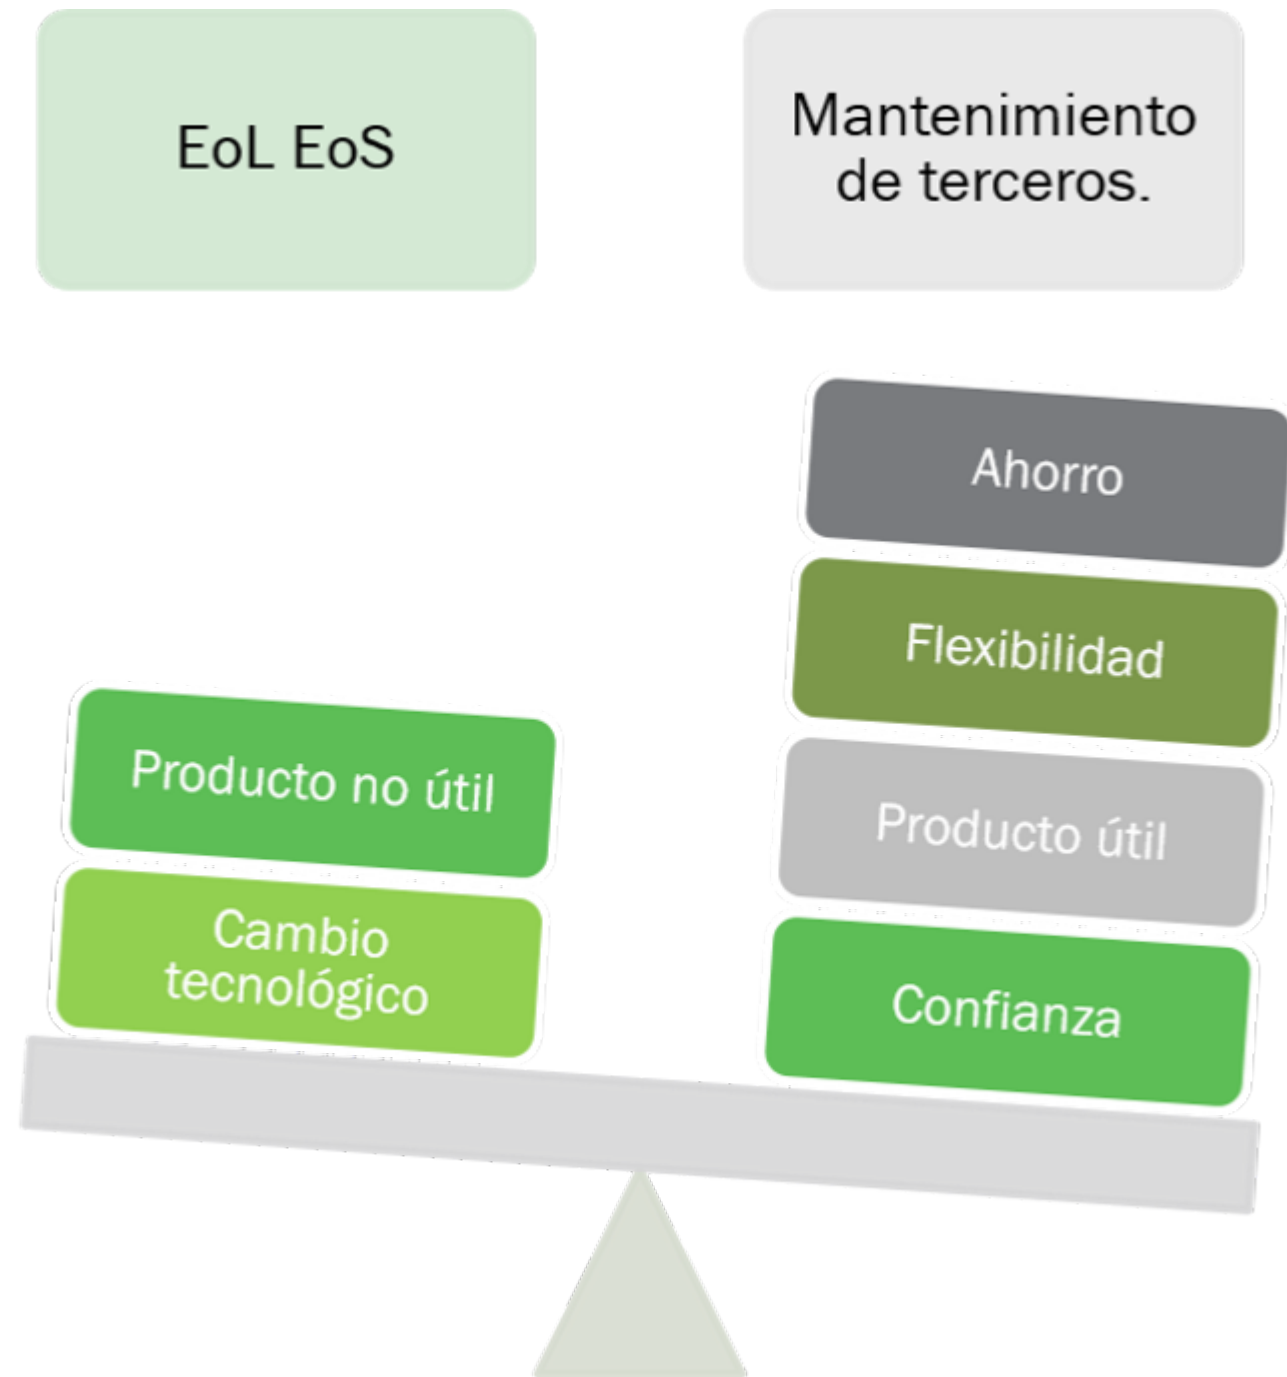 EoL EoS
Mantenimiento
de terceros.
Ahorro
Flexibilidad
Producto útil
Confianza
Producto no útil
Cambio
tecnológico